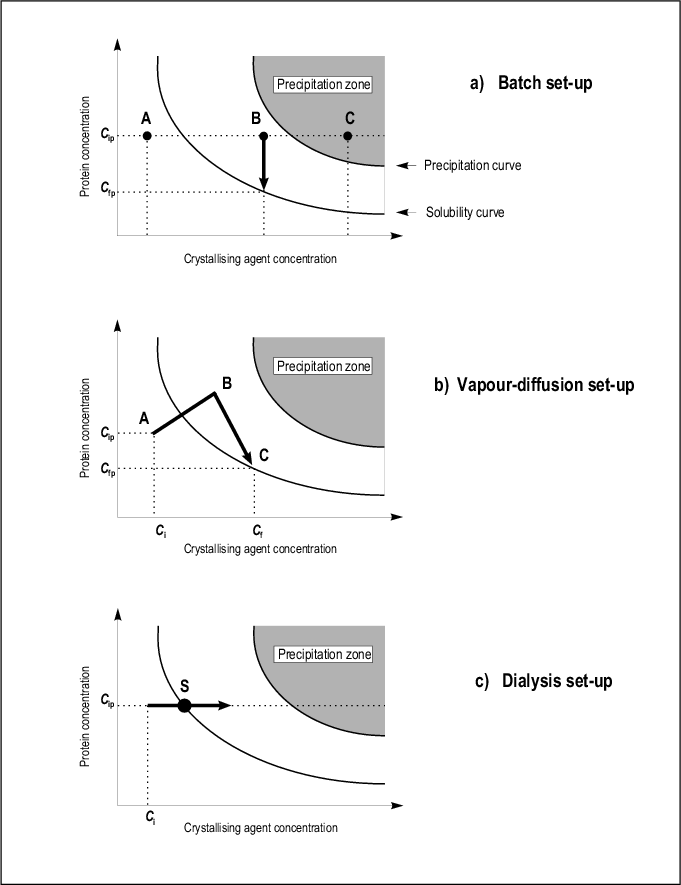 Precipitation zone
a) Batch set-up
A
B
C
Cip
Protein concentration
Precipitation curve
Cfp
Solubility curve
Crystallising agent concentration
Precipitation zone
B
b) Vapour-diffusion set-up
A
Cip
C
Protein concentration
Cfp
Ci
Cf
Crystallising agent concentration
Precipitation zone
c) Dialysis set-up
S
Cip
Protein concentration
Ci
Crystallising agent concentration